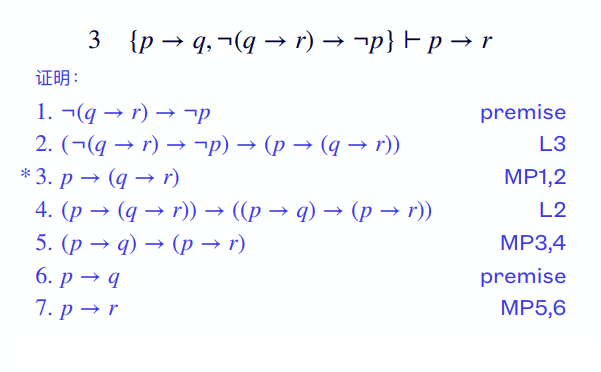 3 {p → q, ¬(q → r) → ¬p} ⊢ p → r
证明：
1. ¬(q → r) → ¬p premise
2. (¬(q → r) → ¬p) → (p → (q → r)) L3
*3. p → (q → r) MP1,2
4. (p → (q → r)) → ((p → q) → (p → r)) L2
5. (p → q) → (p → r) MP3,4
6. p → q premise
7. p → r MP5,6